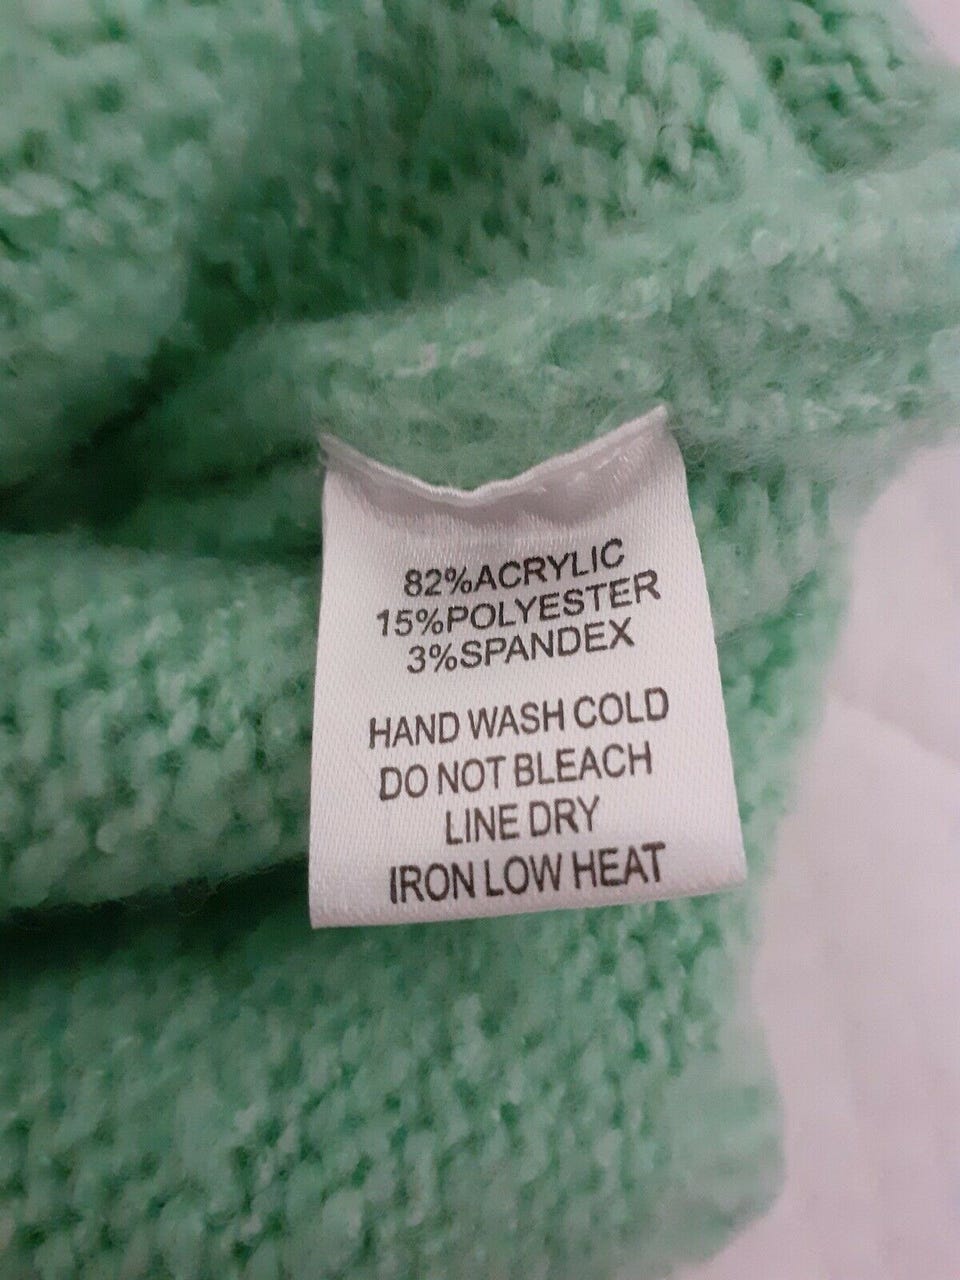 82%ACRYLIC
15%POLYESTER
3%SPANDEX
HAND WASH COLD
DO NOT BLEACH
LINE DRY
IRON LOW HEAT